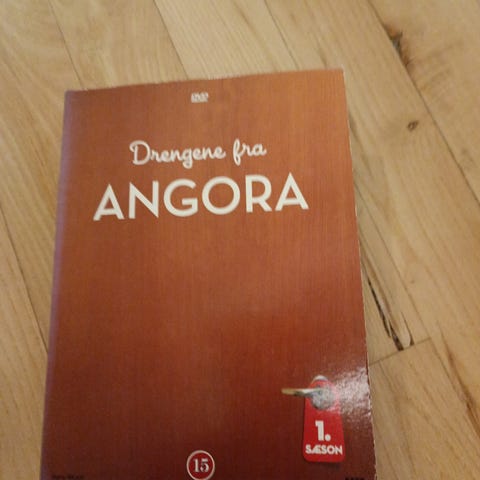 DVD
Drengene fra
ANGORA
1.
SÆSON
15